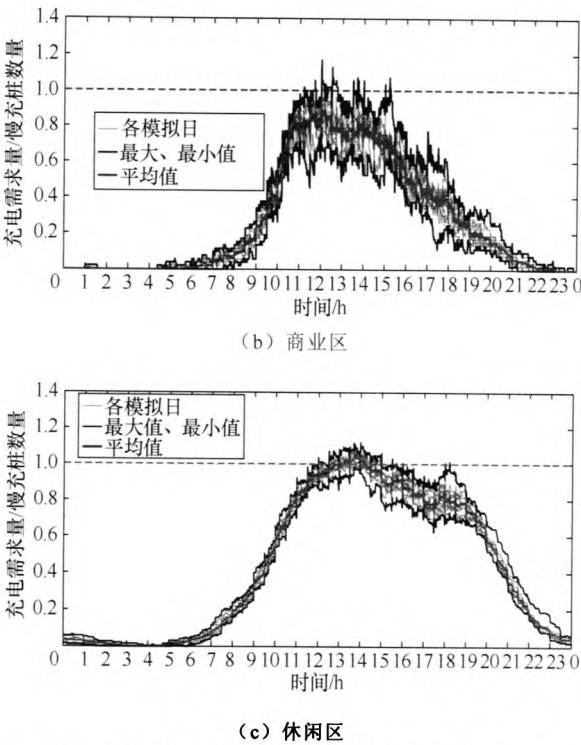 1.4
1.2
1.0
0.8
0.6
0.4
0.2
充电需求量/慢充桩数量
各模拟日
最大、最小值
平均值
0 1 2 3 4 5 6 7 8 9 10 11 12 13 14 15 16 17 18 19 20 21 22 23 0
时间/h
(b) 商业区
1.4
1.2
1.0
0.8
0.6
0.4
0.2
充电需求量/慢充桩数量
各模拟日
最大值、最小值
平均值
0 1 2 3 4 5 6 7 8 9 10 11 12 13 14 15 16 17 18 19 20 21 22 23 0
时间/h
(c) 休闲区